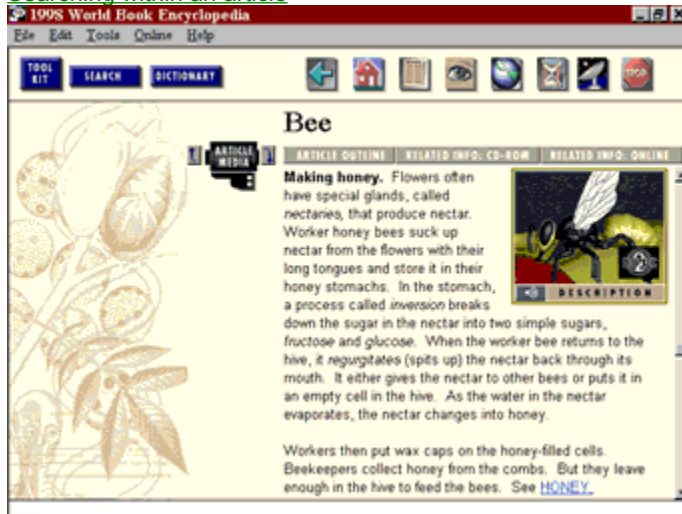 Searching within an article
1998 World Book Encyclopedia
File Edit Tools Online Help
TOOL KIT SEARCH DICTIONARY STOP
Bee
ARTICLE MEDIA
ARTICLE OUTLINE RELATED INFO: CD-ROM RELATED INFO: ONLINE
Making honey. Flowers often
have special glands, called
nectaries, that produce nectar.
Worker honey bees suck up
nectar from the flowers with their
long tongues and store it in their
honey stomachs. In the stomach,
a process called inversion breaks
DESCRIPTION
down the sugar in the nectar into two simple sugars,
fructose and glucose. When the worker bee returns to the
hive, it regurgitates (spits up) the nectar back through its
mouth. It either gives the nectar to other bees or puts it in
an empty cell in the hive. As the water in the nectar
evaporates, the nectar changes into honey.
Workers then put wax caps on the honey-filled cells.
Beekeepers collect honey from the combs. But they leave
enough in the hive to feed the bees. See HONEY.